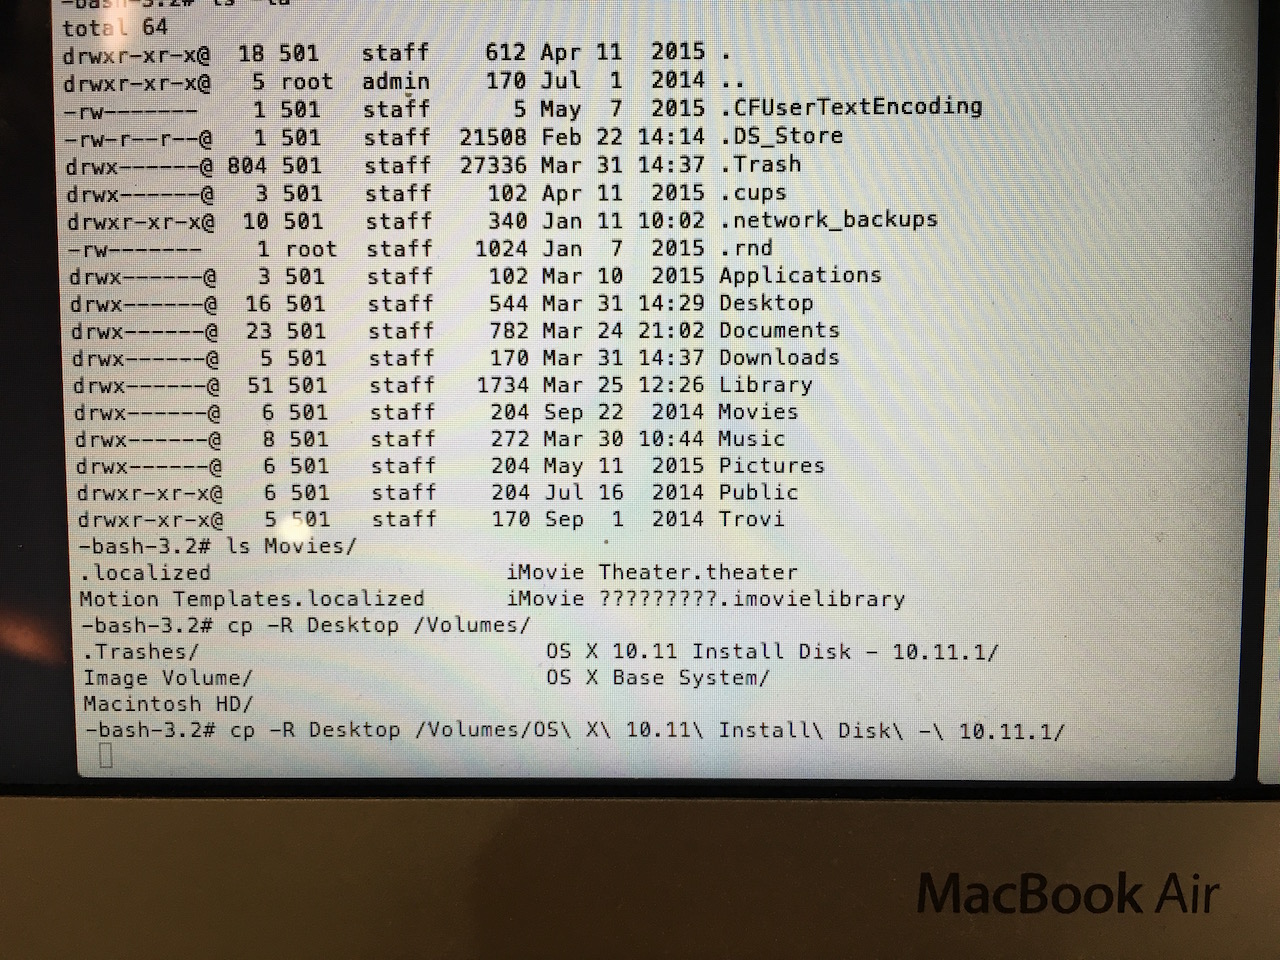 -bash-3.2# ls -la
total 64
drwxr-xr-x@ 18 501 staff 612 Apr 11 2015 .
drwxr-xr-x@ 5 root admin 170 Jul 1 2014 ..
-rw------- 1 501 staff 5 May 7 2015 .CFUserTextEncoding
-rw-r--r--@ 1 501 staff 21508 Feb 22 14:14 .DS_Store
drwx------@ 804 501 staff 27336 Mar 31 14:37 .Trash
drwx------@ 3 501 staff 102 Apr 11 2015 .cups
drwxr-xr-x@ 10 501 staff 340 Jan 11 10:02 .network_backups
-rw------- 1 root staff 1024 Jan 7 2015 .rnd
drwx------@ 3 501 staff 102 Mar 10 2015 Applications
drwx------@ 16 501 staff 544 Mar 31 14:29 Desktop
drwx------@ 23 501 staff 782 Mar 24 21:02 Documents
drwx------@ 5 501 staff 170 Mar 31 14:37 Downloads
drwx------@ 51 501 staff 1734 Mar 25 12:26 Library
drwx------@ 6 501 staff 204 Sep 22 2014 Movies
drwx------@ 8 501 staff 272 Mar 30 10:44 Music
drwx------@ 6 501 staff 204 May 11 2015 Pictures
drwxr-xr-x@ 6 501 staff 204 Jul 16 2014 Public
drwxr-xr-x@ 5 501 staff 170 Sep 1 2014 Trovi
-bash-3.2# ls Movies/
.localized iMovie Theater.theater
Motion Templates.localized iMovie ?????????.imovielibrary
-bash-3.2# cp -R Desktop /Volumes/
.Trashes/ OS X 10.11 Install Disk - 10.11.1/
Image Volume/ OS X Base System/
Macintosh HD/
-bash-3.2# cp -R Desktop /Volumes/OS\ X\ 10.11\ Install\ Disk\ -\ 10.11.1/
MacBook Air